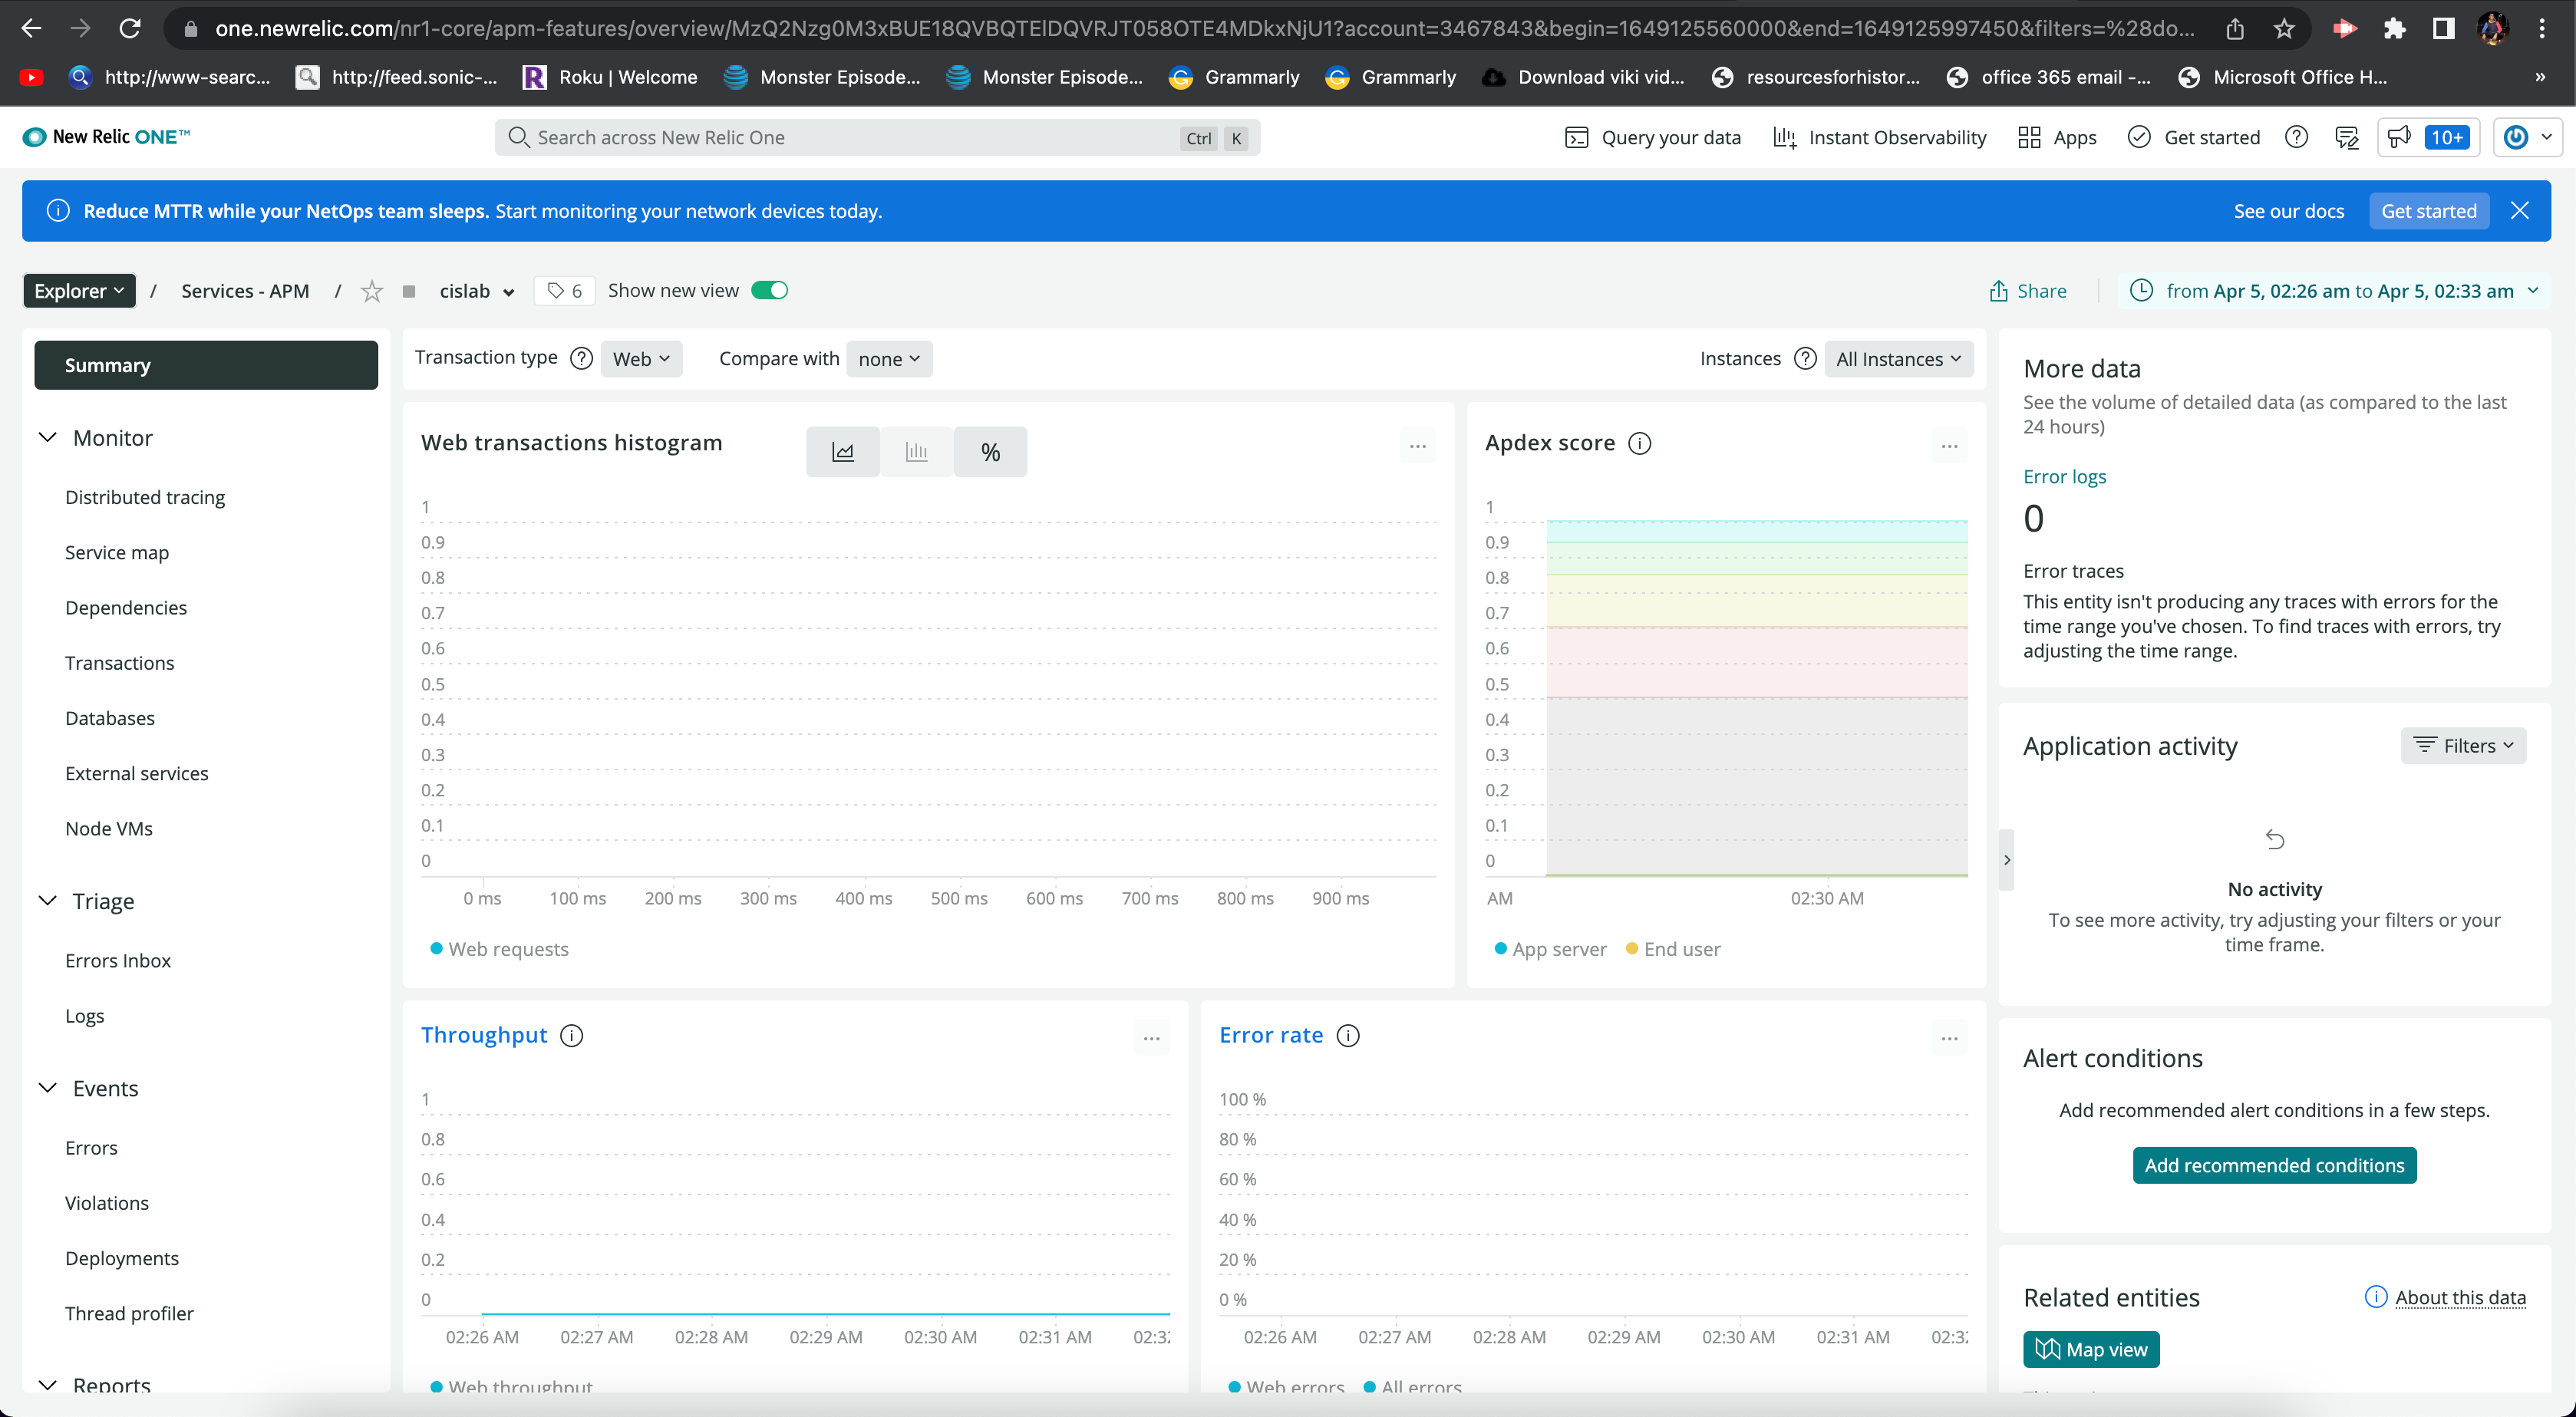 one.newrelic.com/nr1-core/apm-features/overview/MzQ2Nzg0M3xBUE18QVBQTElDQVRJT058OTE4MDkxNjU1?account=3467843&begin=1649125560000&end=1649125997450&filters=%28do...
http://www-searc...
http://feed.sonic-...
Roku | Welcome
Monster Episode...
Monster Episode...
Grammarly
Grammarly
Download viki vid...
resourcesforhistor...
office 365 email -...
Microsoft Office H...
»
New Relic ONE™
Search across New Relic One
Ctrl K
Query your data
Instant Observability
Apps
Get started
10+
Reduce MTTR while your NetOps team sleeps. Start monitoring your network devices today.
See our docs
Get started
Explorer / Services - APM / cislab
6
Show new view
Share
from Apr 5, 02:26 am to Apr 5, 02:33 am
Summary
Monitor
Distributed tracing
Service map
Dependencies
Transactions
Databases
External services
Node VMs
Triage
Errors Inbox
Logs
Events
Errors
Violations
Deployments
Thread profiler
Reports
Transaction type
Web
Compare with
none
Instances
All Instances
Web transactions histogram
%
...
1
0.9
0.8
0.7
0.6
0.5
0.4
0.3
0.2
0.1
0
0 ms
100 ms
200 ms
300 ms
400 ms
500 ms
600 ms
700 ms
800 ms
900 ms
Web requests
Apdex score
...
1
0.9
0.8
0.7
0.6
0.5
0.4
0.3
0.2
0.1
0
AM
02:30 AM
App server
End user
Throughput
...
1
0.8
0.6
0.4
0.2
0
02:26 AM
02:27 AM
02:28 AM
02:29 AM
02:30 AM
02:31 AM
02:32
Web throughput
Error rate
...
100 %
80 %
60 %
40 %
20 %
0 %
02:26 AM
02:27 AM
02:28 AM
02:29 AM
02:30 AM
02:31 AM
02:32
Web errors
All errors
More data
See the volume of detailed data (as compared to the last
24 hours)
Error logs
0
Error traces
This entity isn't producing any traces with errors for the
time range you've chosen. To find traces with errors, try
adjusting the time range.
Application activity
Filters
No activity
To see more activity, try adjusting your filters or your
time frame.
Alert conditions
Add recommended alert conditions in a few steps.
Add recommended conditions
Related entities
About this data
Map view